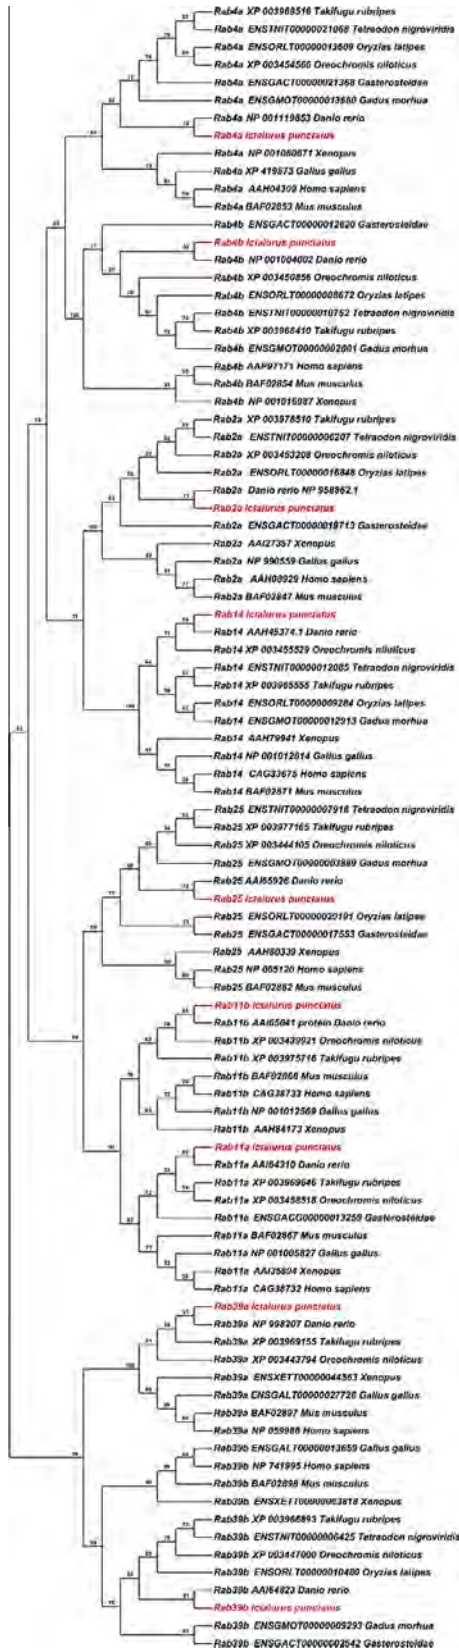 Rab4a XP 003969516 Takifugu rubripes
Rab4a ENSTNIT00000021068 Tetraodon nigroviridis
Rab4a ENSORLT00000013609 Oryzias latipes
Rab4a XP 003454566 Oreochromis niloticus
Rab4a ENSGACT00000021368 Gasterosteidae
Rab4a ENSGMOT00000013880 Gadus morhua
Rab4a NP 001119853 Danio rerio
Rab4a Ictalurus punctatus
Rab4a NP 001080671 Xenopus
Rab4a XP 419573 Gallus gallus
Rab4a AAH04309 Homo sapiens
Rab4a BAF02853 Mus musculus
Rab4b ENSGACT00000012620 Gasterosteidae
Rab4b Ictalurus punctatus
Rab4b NP 001004002 Danio rerio
Rab4b XP 003450856 Oreochromis niloticus
Rab4b ENSORLT00000008672 Oryzias latipes
Rab4b ENSTNIT00000010752 Tetraodon nigroviridis
Rab4b XP 003968410 Takifugu rubripes
Rab4b ENSGMOT00000002001 Gadus morhua
Rab4b AAP97171 Homo sapiens
Rab4b BAF02854 Mus musculus
Rab4b NP 001016087 Xenopus
Rab2a XP 003978510 Takifugu rubripes
Rab2a ENSTNIT00000006207 Tetraodon nigroviridis
Rab2a XP 003453208 Oreochromis niloticus
Rab2a ENSORLT00000016848 Oryzias latipes
Rab2a Danio rerio NP 958862.1
Rab2a Ictalurus punctatus
Rab2a ENSGACT00000019713 Gasterosteidae
Rab2a AAI27357 Xenopus
Rab2a NP 990559 Gallus gallus
Rab2a AAH08929 Homo sapiens
Rab2a BAF02847 Mus musculus
Rab14 Ictalurus punctatus
Rab14 AAH45374.1 Danio rerio
Rab14 XP 003455529 Oreochromis niloticus
Rab14 ENSTNIT00000012085 Tetraodon nigroviridis
Rab14 XP 003965555 Takifugu rubripes
Rab14 ENSORLT00000009284 Oryzias latipes
Rab14 ENSGMOT00000012913 Gadus morhua
Rab14 AAH79941 Xenopus
Rab14 NP 001012814 Gallus gallus
Rab14 CAG33675 Homo sapiens
Rab14 BAF02871 Mus musculus
Rab25 ENSTNIT00000007916 Tetraodon nigroviridis
Rab25 XP 003977165 Takifugu rubripes
Rab25 XP 003444105 Oreochromis niloticus
Rab25 ENSGMOT00000003889 Gadus morhua
Rab25 AAI65926 Danio rerio
Rab25 Ictalurus punctatus
Rab25 ENSORLT00000020191 Oryzias latipes
Rab25 ENSGACT00000017553 Gasterosteidae
Rab25 AAH80339 Xenopus
Rab25 NP 065120 Homo sapiens
Rab25 BAF02882 Mus musculus
Rab11b Ictalurus punctatus
Rab11b AAI65041 protein Danio rerio
Rab11b XP 003439921 Oreochromis niloticus
Rab11b XP 003975716 Takifugu rubripes
Rab11b BAF02868 Mus musculus
Rab11b CAG38733 Homo sapiens
Rab11b NP 001012569 Gallus gallus
Rab11b AAH84173 Xenopus
Rab11a Ictalurus punctatus
Rab11a AAI64310 Danio rerio
Rab11a XP 003969646 Takifugu rubripes
Rab11a XP 003458518 Oreochromis niloticus
Rab11a ENSGACG00000013258 Gasterosteidae
Rab11a BAF02867 Mus musculus
Rab11a NP 001005827 Gallus gallus
Rab11a AAI35894 Xenopus
Rab11a CAG38732 Homo sapiens
Rab39a Ictalurus punctatus
Rab39a NP 998207 Danio rerio
Rab39a XP 003969155 Takifugu rubripes
Rab39a XP 003443794 Oreochromis niloticus
Rab39a ENSXETT00000044563 Xenopus
Rab39a ENSGALT00000027726 Gallus gallus
Rab39a BAF02897 Mus musculus
Rab39a NP 059986 Homo sapiens
Rab39b ENSGALT00000013659 Gallus gallus
Rab39b NP 741995 Homo sapiens
Rab39b BAF02898 Mus musculus
Rab39b ENSXETT00000063818 Xenopus
Rab39b XP 003966893 Takifugu rubripes
Rab39b ENSTNIT00000006425 Tetraodon nigroviridis
Rab39b XP 003447000 Oreochromis niloticus
Rab39b ENSORLT00000010480 Oryzias latipes
Rab39b AAI64823 Danio rerio
Rab39b Ictalurus punctatus
Rab39b ENSGMOT00000009293 Gadus morhua
Rab39b ENSGACT00000002542 Gasterosteidae